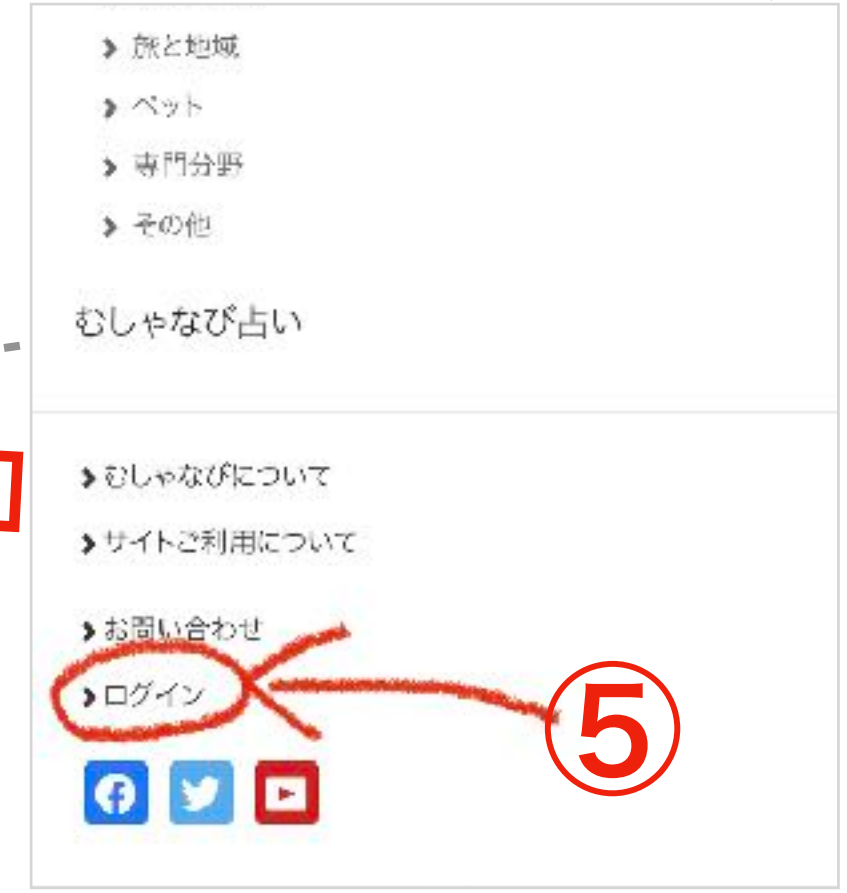 旅と地域
ペット
専門分野
その他
むしゃなび占い
むしゃなびについて
サイトご利用について
お問い合わせ
ログイン
⑤